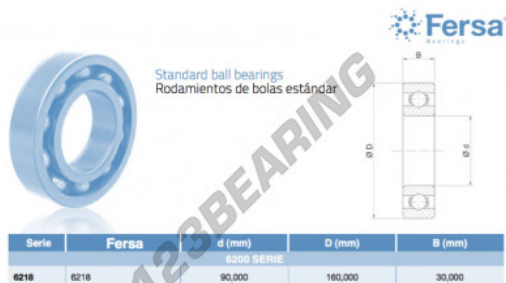 Fersa
Bearings
Standard ball bearings
Rodamientos de bolas estándar
B
Ø D
Ø d
123BEARING
Serie Fersa d (mm) D (mm) B (mm)
6200 SERIE
6218 6218 90,000 160,000 30,000